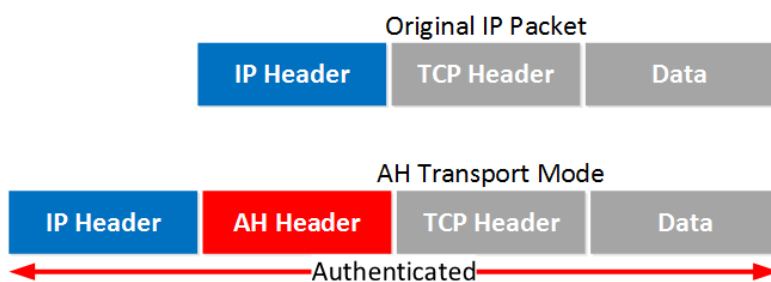 Original IP Packet
IP Header TCP Header Data
AH Transport Mode
IP Header AH Header TCP Header Data
Authenticated